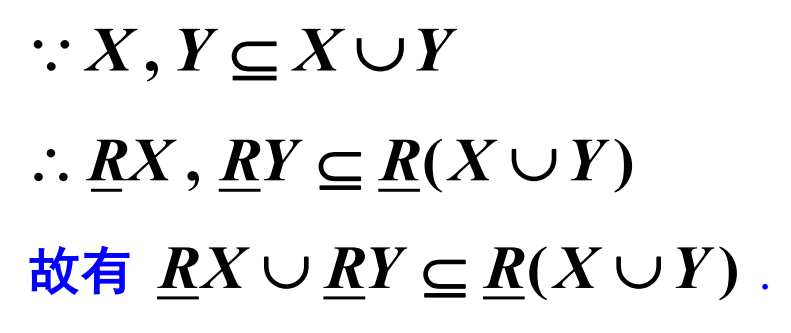 ∵ X , Y ⊆ X ∪ Y
∴ R̲X , R̲Y ⊆ R̲(X ∪ Y)
故有 R̲X ∪ R̲Y ⊆ R̲(X ∪ Y) .